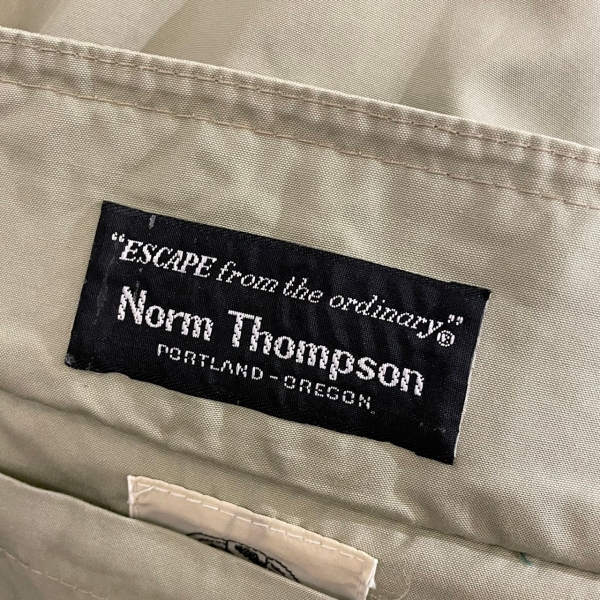 “ESCAPE from the ordinary”®
Norm Thompson
PORTLAND-OREGON